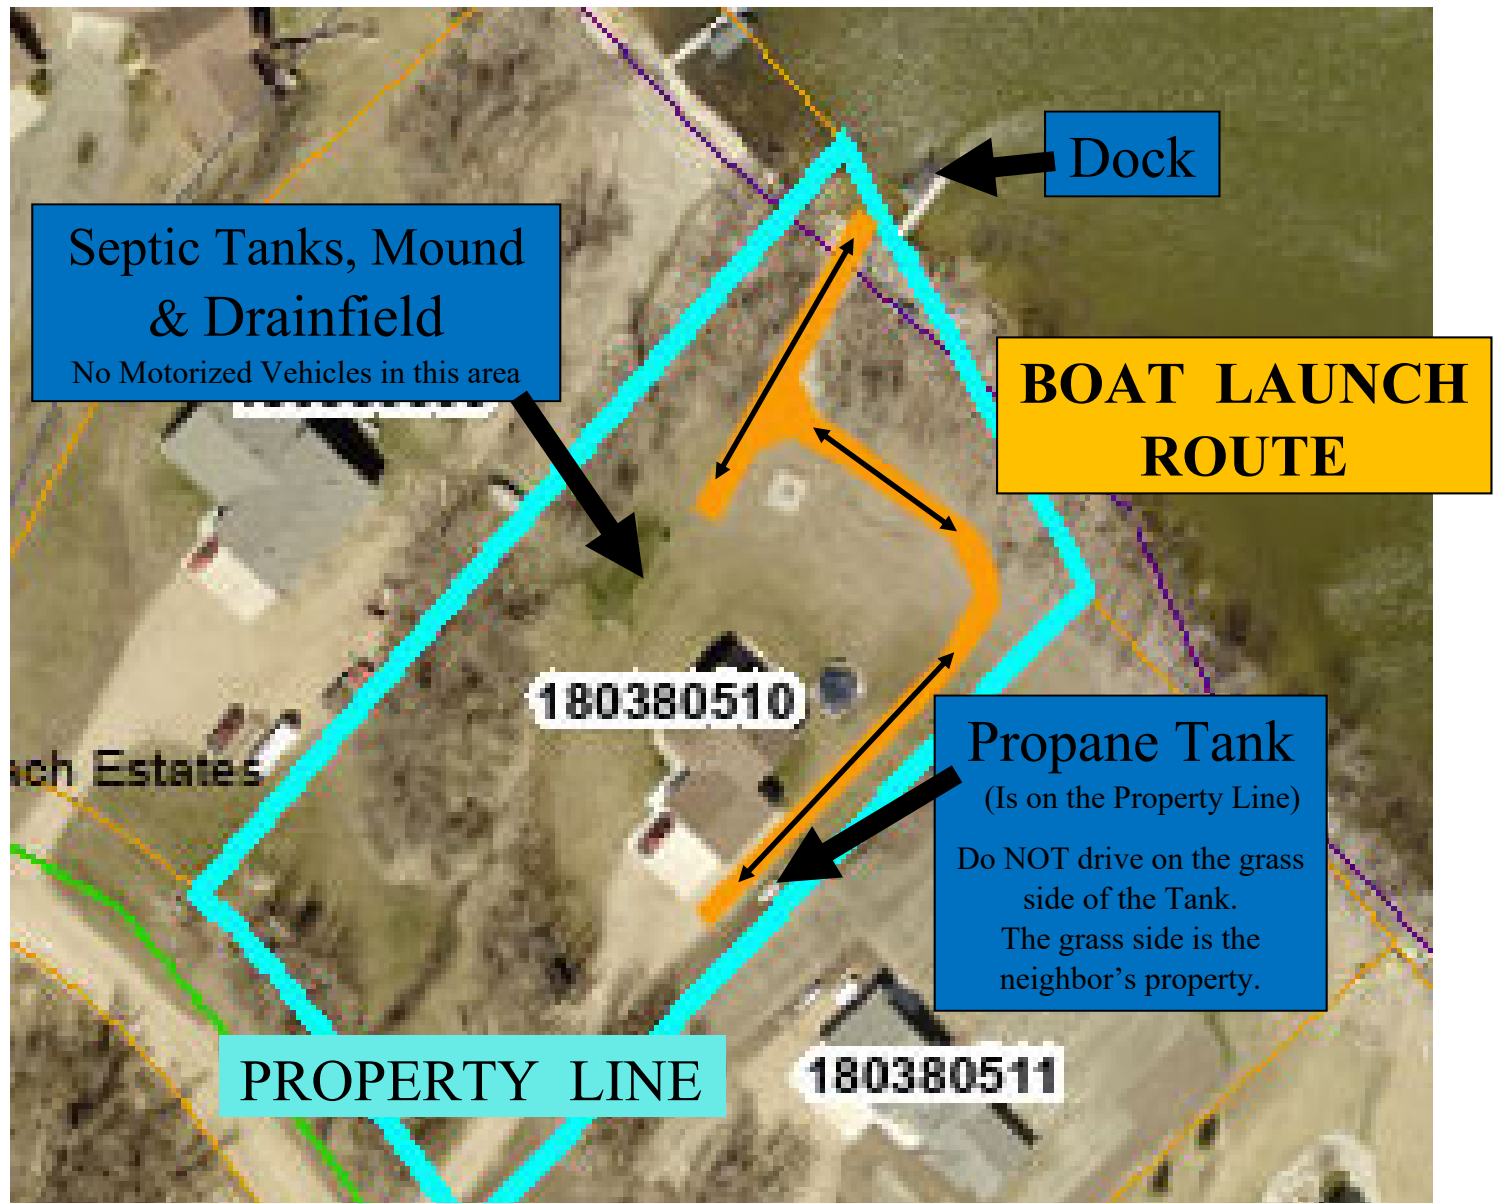 Dock
Septic Tanks, Mound
& Drainfield
No Motorized Vehicles in this area
BOAT LAUNCH
ROUTE
180380510
Propane Tank
(Is on the Property Line)
Do NOT drive on the grass
side of the Tank.
The grass side is the
neighbor's property.
ach Estates
PROPERTY LINE
180380511